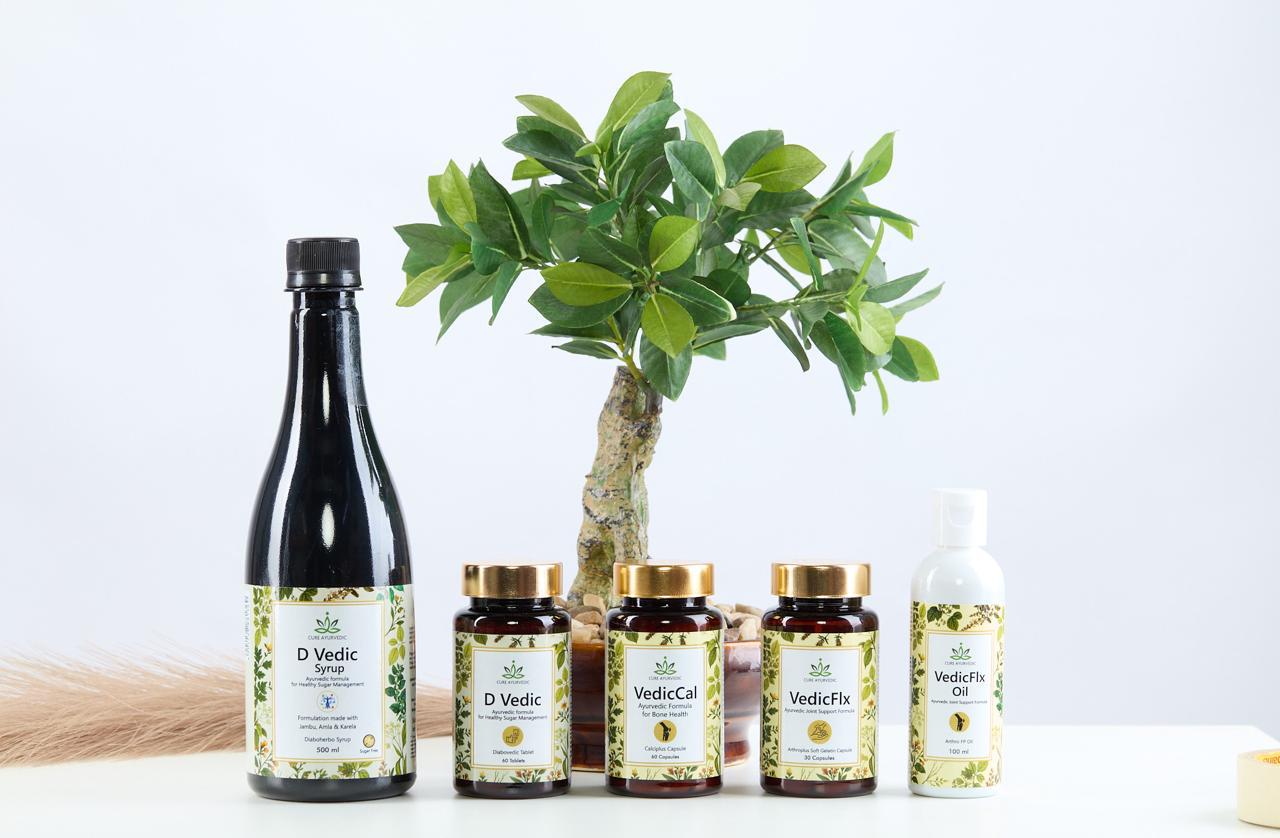 CURE AYURVEDIC
D Vedic
Syrup
Ayurvedic formula
for Healthy Sugar Management
Formulation made with
Jambu, Amla & Karela
Diaboherbo Syrup
500 ml
Sugar Free
CURE AYURVEDIC
D Vedic
Ayurvedic formula
for Healthy Sugar Management
Diabovedic Tablet
60 Tablets
CURE AYURVEDIC
VedicCal
Ayurvedic Formula
for Bone Health
Calciplus Capsule
60 Capsules
CURE AYURVEDIC
VedicFlx
Ayurvedic Joint Support Formula
Arthroplus Soft Gelatin Capsule
30 Capsules
CURE AYURVEDIC
VedicFlx
Oil
Ayurvedic Joint Support Formula
Arthro FP Oil
100 ml